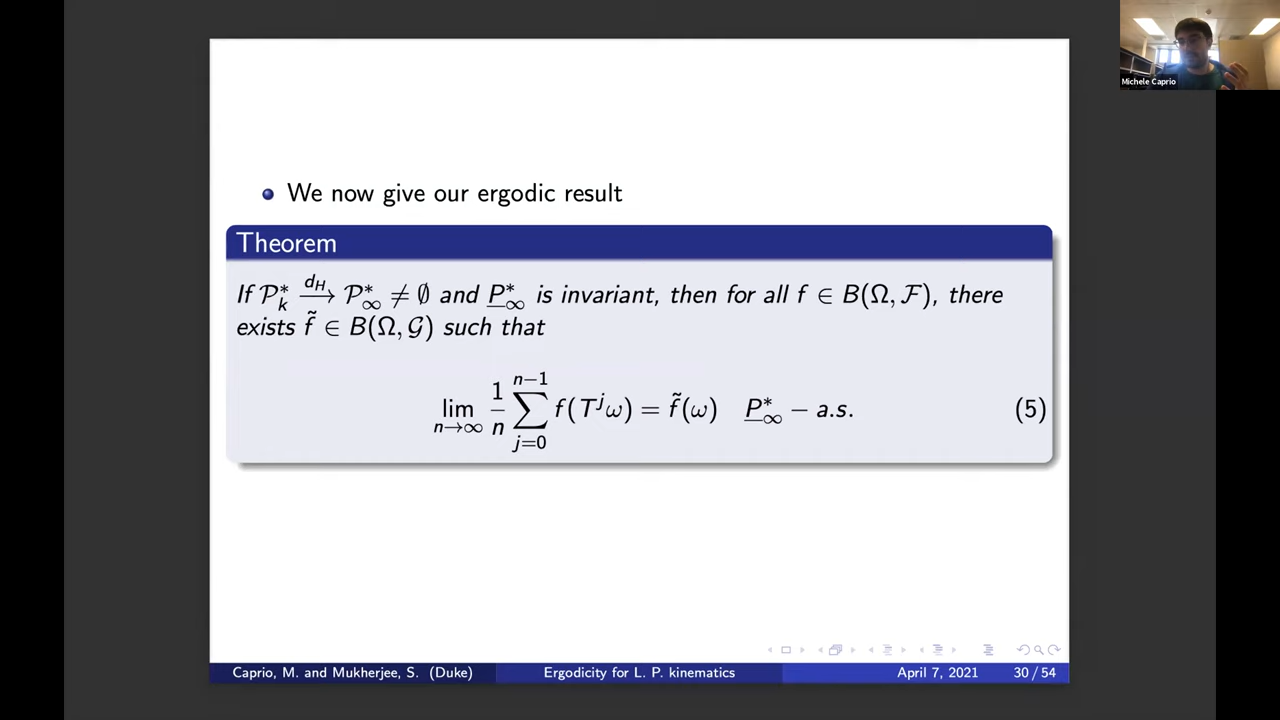 Michele Caprio
We now give our ergodic result
Theorem
If 𝒫*ₖ →(d_H) 𝒫*_∞ ≠ ∅ and P̲*_∞ is invariant, then for all f ∈ B(Ω, ℱ), there
exists f̃ ∈ B(Ω, 𝒢) such that
lim_{n→∞} 1/n ∑_{j=0}^{n−1} f(T^j ω) = f̃(ω) P̲*_∞ − a.s. (5)
Caprio, M. and Mukherjee, S. (Duke) Ergodicity for L. P. kinematics April 7, 2021 30 / 54